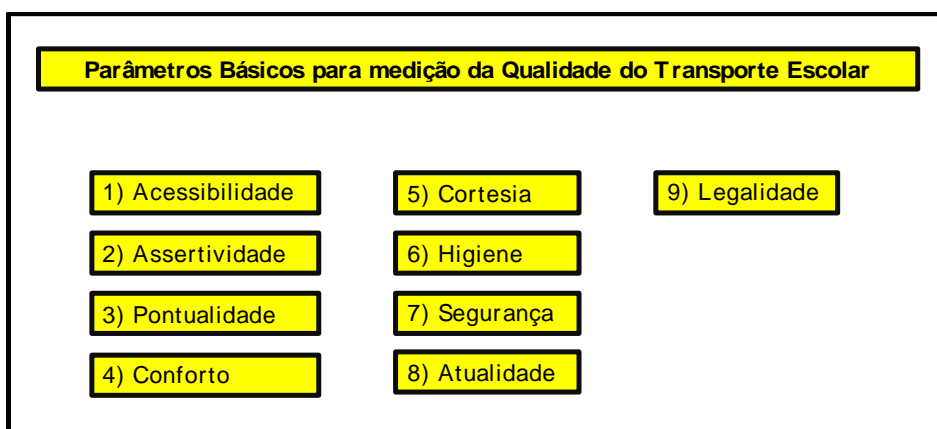 Parâmetros Básicos para medição da Qualidade do Transporte Escolar
1) Acessibilidade
2) Assertividade
3) Pontualidade
4) Conforto
5) Cortesia
6) Higiene
7) Segurança
8) Atualidade
9) Legalidade